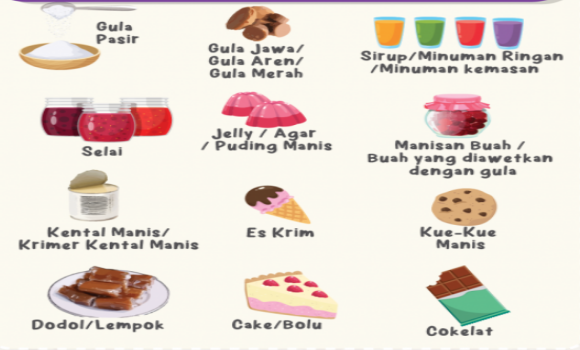 Gula
Pasir
Gula Jawa/
Gula Aren/
Gula Merah
Sirup/Minuman Ringan
/Minuman kemasan
Selai
Jelly / Agar
/ Puding Manis
Manisan Buah /
Buah yang diawetkan
dengan gula
Kental Manis/
Krimer Kental Manis
Es Krim
Kue-Kue
Manis
Dodol/Lempok
Cake/Bolu
Cokelat